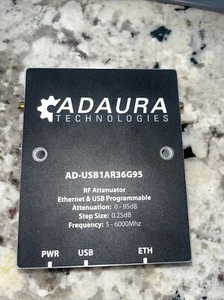 ADAURA
TECHNOLOGIES
AD-USB1AR36G95
RF Attenuator
Ethernet & USB Programmable
Attenuation: 0 - 95dB
Step Size: 0.25dB
Frequency: 5 - 6000Mhz
PWR USB ETH